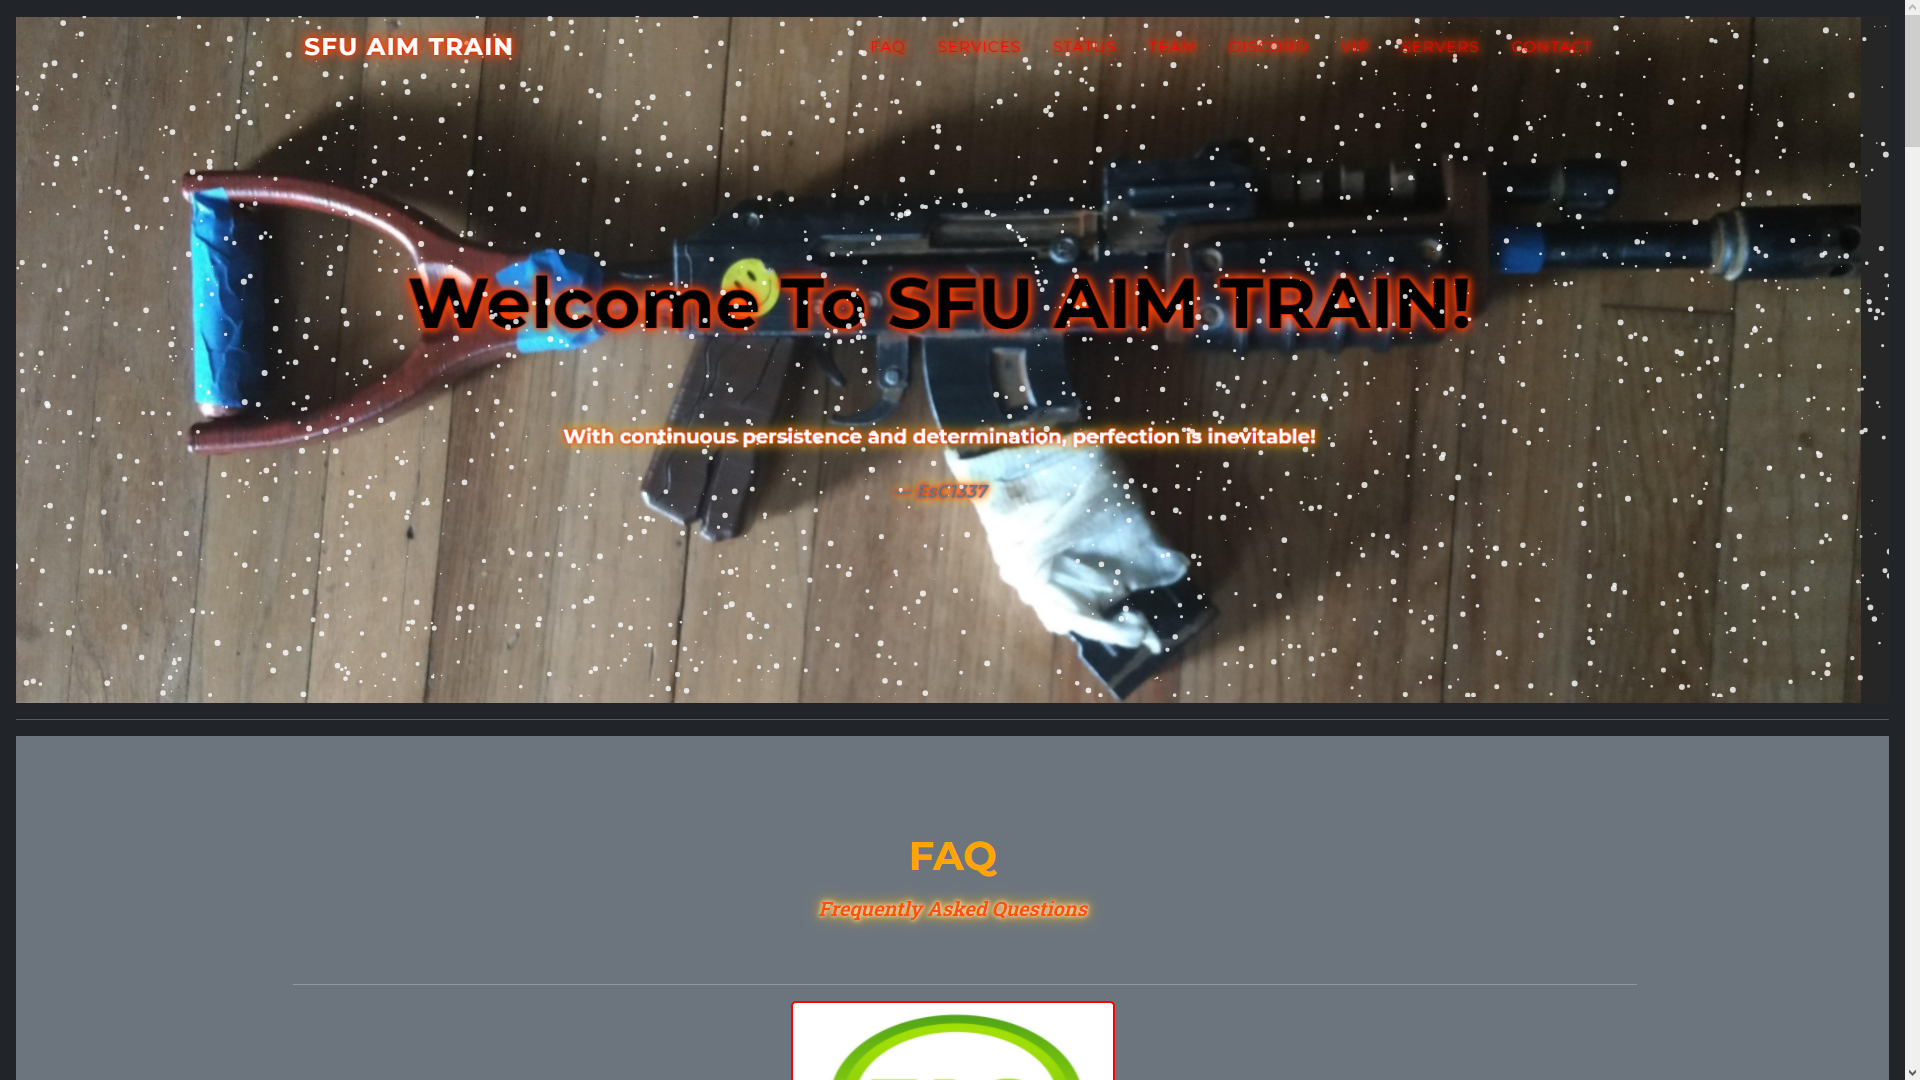 SFU AIM TRAIN
FAQ SERVICES STATUS TEAM DISCORD VIP SERVERS CONTACT
Welcome To SFU AIM TRAIN!
With continuous persistence and determination, perfection is inevitable!
— EsC1337
FAQ
Frequently Asked Questions